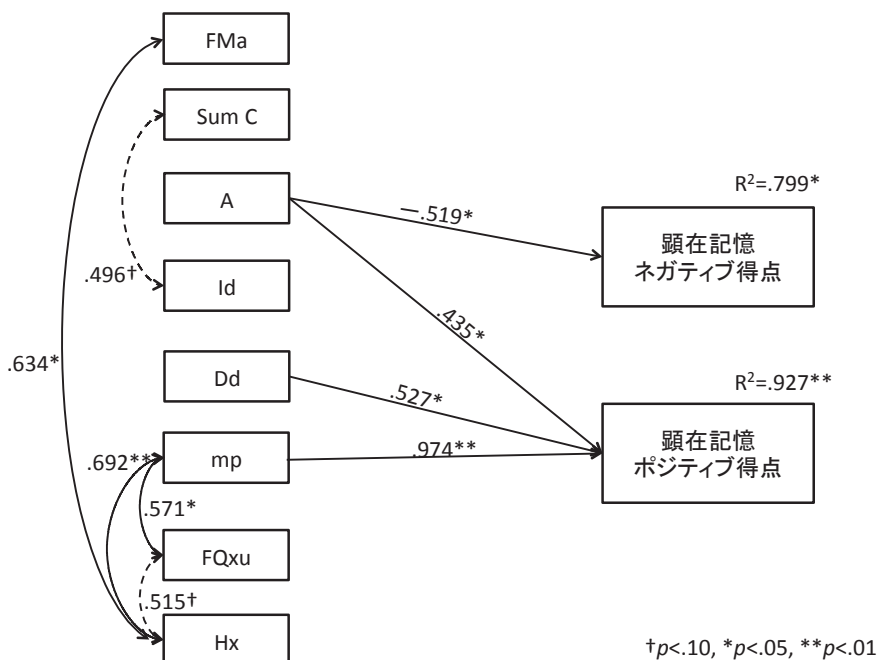 FMa
Sum C
A
Id
Dd
mp
FQxu
Hx
.634*
.496†
.692**
.571*
.515†
－.519*
.435*
.527*
.974**
R²=.799*
顕在記憶
ネガティブ得点
R²=.927**
顕在記憶
ポジティブ得点
†p<.10, *p<.05, **p<.01